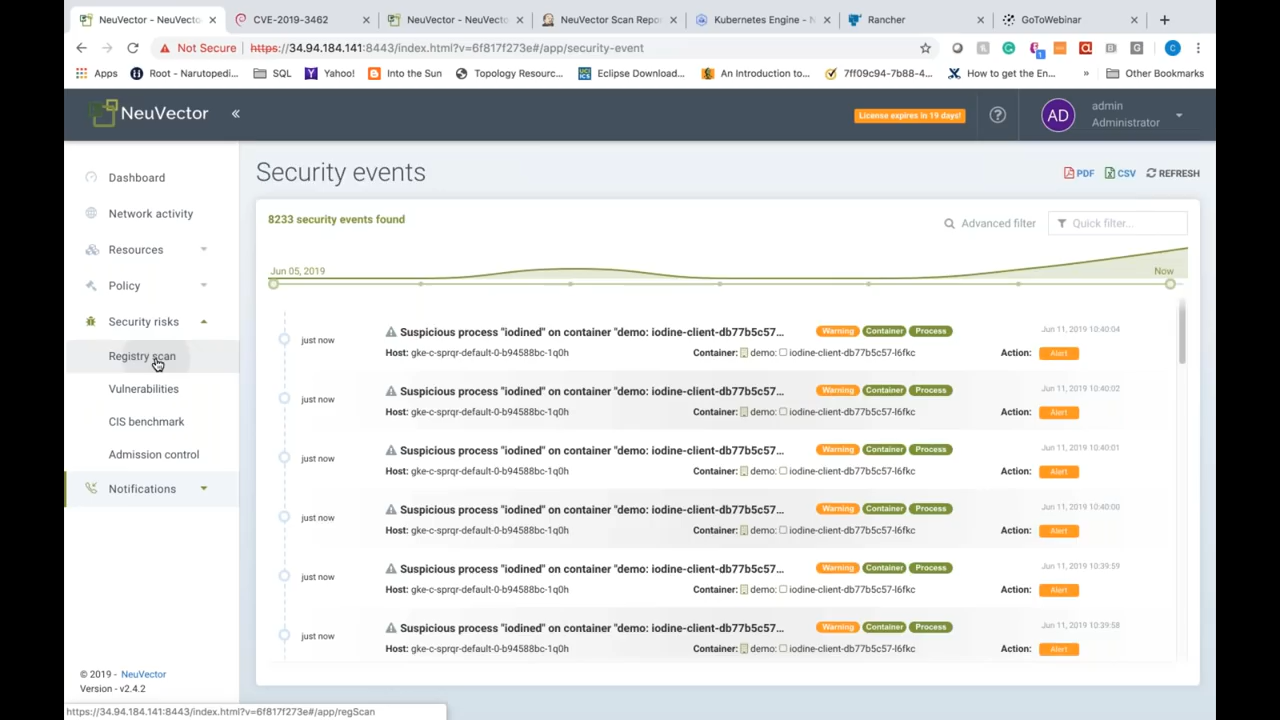 NeuVector - NeuVecto
CVE-2019-3462
NeuVector - NeuVecto
NeuVector Scan Repo
Kubernetes Engine - N
Rancher
GoToWebinar
Not Secure
https://34.94.184.141:8443/index.html?v=6f817f273e#/app/security-event
Apps
Root - Narutopedi...
SQL
Yahoo!
Into the Sun
Topology Resourc...
Eclipse Download...
An Introduction to...
7ff09c94-7b88-4...
How to get the En...
»
Other Bookmarks
NeuVector
«
License expires in 19 days!
AD
admin
Administrator
Dashboard
Network activity
Resources
Policy
Security risks
Registry scan
Vulnerabilities
CIS benchmark
Admission control
Notifications
© 2019 - NeuVector
Version - v2.4.2
https://34.94.184.141:8443/index.html?v=6f817f273e#/app/regScan
Security events
PDF CSV REFRESH
8233 security events found
Advanced filter
Quick filter...
Jun 05, 2019
Now
just now
Suspicious process "iodined" on container "demo: iodine-client-db77b5c57... Warning Container Process
Jun 11, 2019 10:40:04
Host: gke-c-sprqr-default-0-b94588bc-1q0h Container: demo: iodine-client-db77b5c57-l6fkc Action: Alert
just now
Suspicious process "iodined" on container "demo: iodine-client-db77b5c57... Warning Container Process
Jun 11, 2019 10:40:02
Host: gke-c-sprqr-default-0-b94588bc-1q0h Container: demo: iodine-client-db77b5c57-l6fkc Action: Alert
just now
Suspicious process "iodined" on container "demo: iodine-client-db77b5c57... Warning Container Process
Jun 11, 2019 10:40:01
Host: gke-c-sprqr-default-0-b94588bc-1q0h Container: demo: iodine-client-db77b5c57-l6fkc Action: Alert
just now
Suspicious process "iodined" on container "demo: iodine-client-db77b5c57... Warning Container Process
Jun 11, 2019 10:40:00
Host: gke-c-sprqr-default-0-b94588bc-1q0h Container: demo: iodine-client-db77b5c57-l6fkc Action: Alert
just now
Suspicious process "iodined" on container "demo: iodine-client-db77b5c57... Warning Container Process
Jun 11, 2019 10:39:59
Host: gke-c-sprqr-default-0-b94588bc-1q0h Container: demo: iodine-client-db77b5c57-l6fkc Action: Alert
just now
Suspicious process "iodined" on container "demo: iodine-client-db77b5c57... Warning Container Process
Jun 11, 2019 10:39:58
Host: gke-c-sprqr-default-0-b94588bc-1q0h Container: demo: iodine-client-db77b5c57-l6fkc Action: Alert